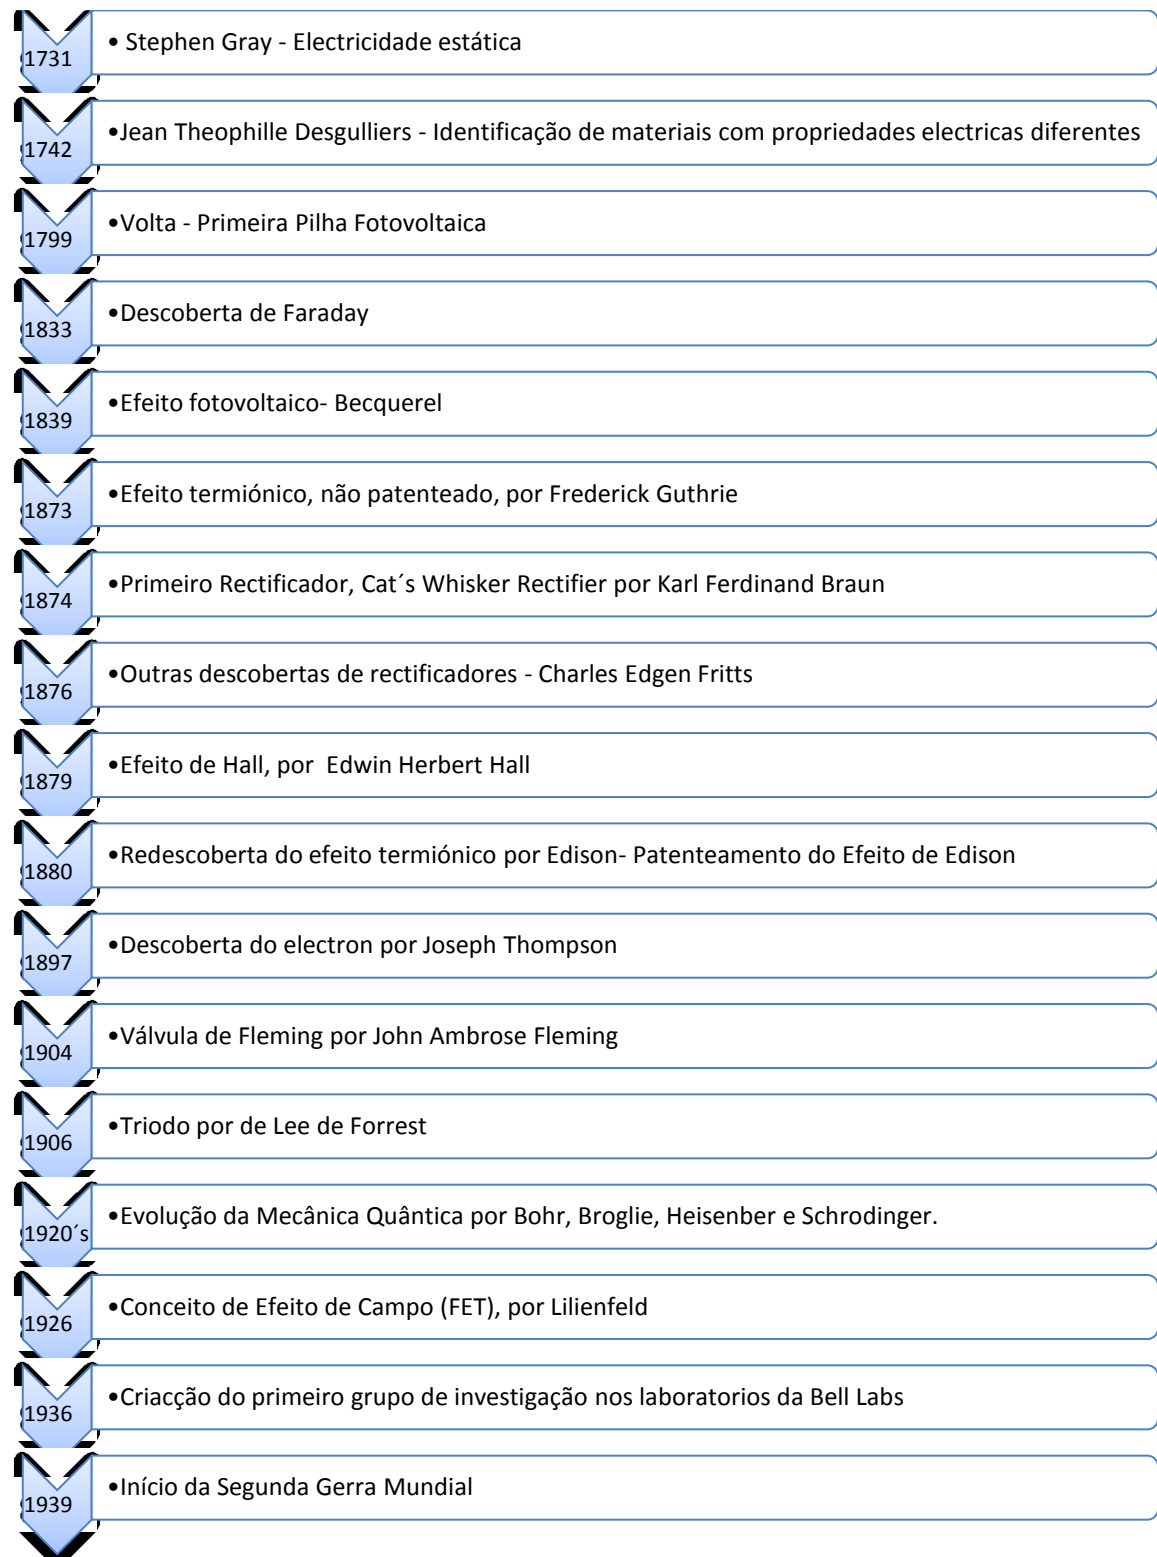 1731
• Stephen Gray - Electricidade estática
1742
•Jean Theophille Desgulliers - Identificação de materiais com propriedades electricas diferentes
1799
•Volta - Primeira Pilha Fotovoltaica
1833
•Descoberta de Faraday
1839
•Efeito fotovoltaico- Becquerel
1873
•Efeito termiónico, não patenteado, por Frederick Guthrie
1874
•Primeiro Rectificador, Cat´s Whisker Rectifier por Karl Ferdinand Braun
1876
•Outras descobertas de rectificadores - Charles Edgen Fritts
1879
•Efeito de Hall, por  Edwin Herbert Hall
1880
•Redescoberta do efeito termiónico por Edison- Patenteamento do Efeito de Edison
1897
•Descoberta do electron por Joseph Thompson
1904
•Válvula de Fleming por John Ambrose Fleming
1906
•Triodo por de Lee de Forrest
1920´s
•Evolução da Mecânica Quântica por Bohr, Broglie, Heisenber e Schrodinger.
1926
•Conceito de Efeito de Campo (FET), por Lilienfeld
1936
•Criacção do primeiro grupo de investigação nos laboratorios da Bell Labs
1939
•Início da Segunda Gerra Mundial